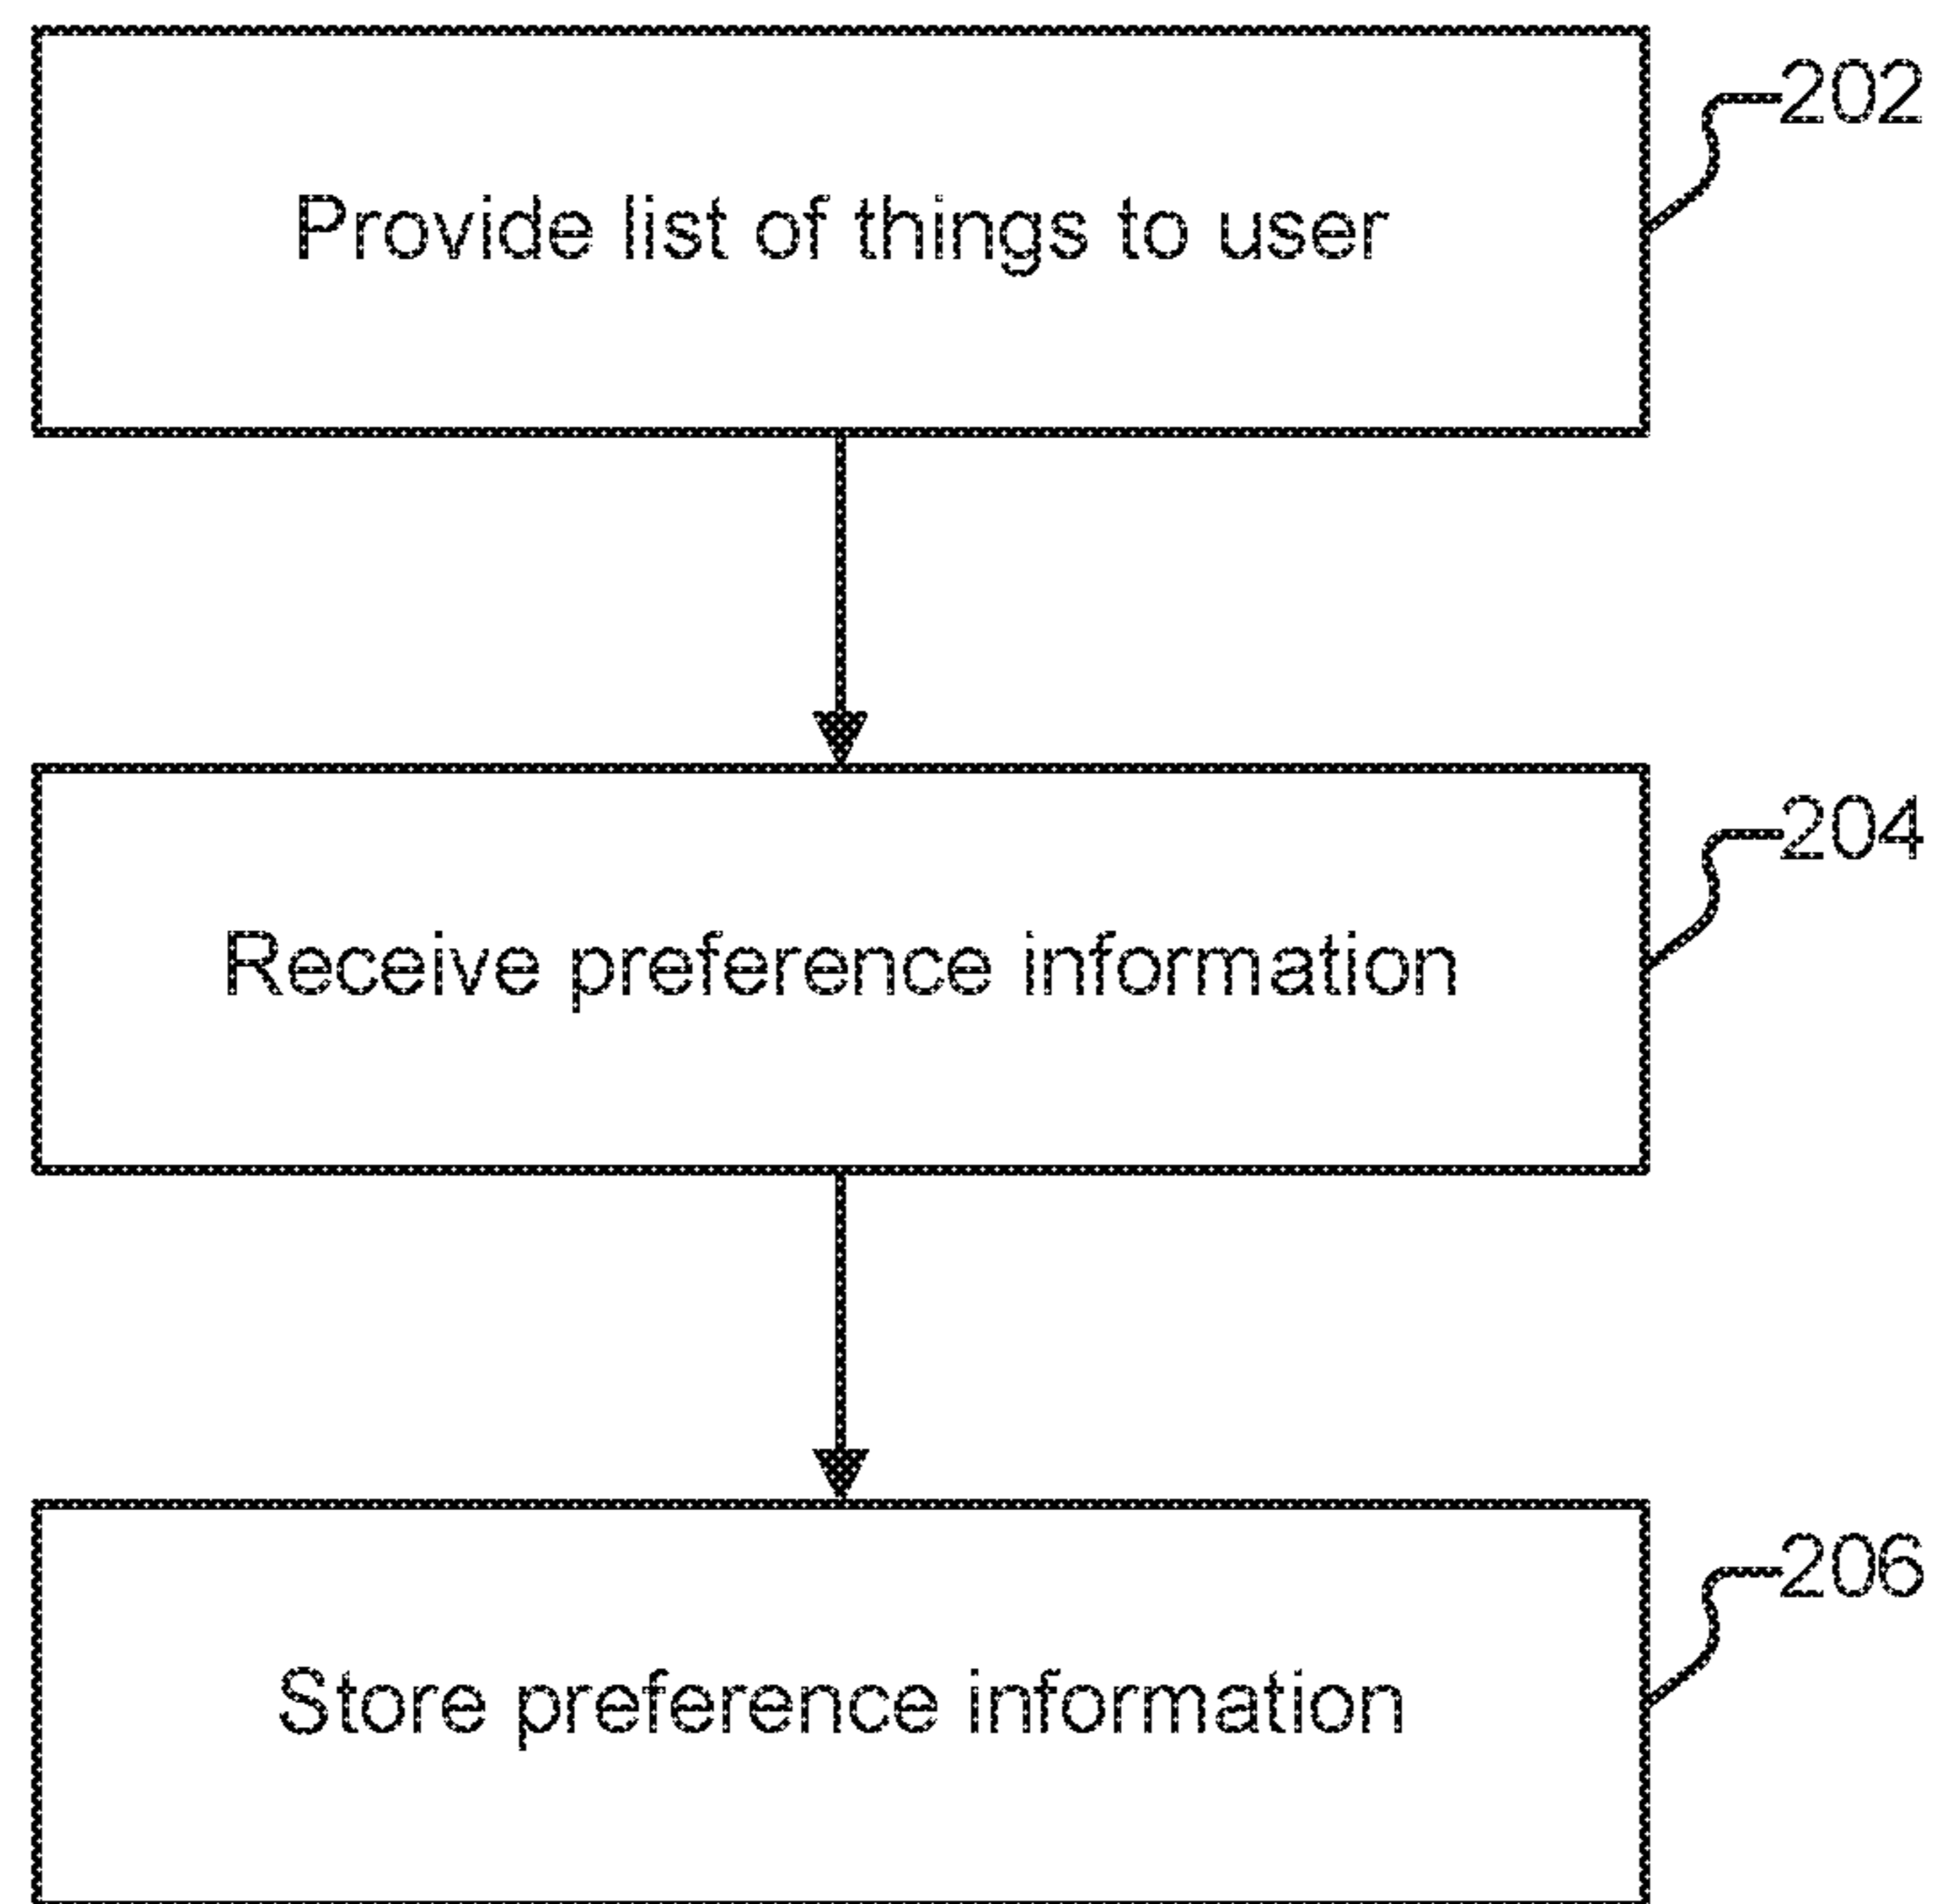 202
Provide list of things to user
204
Receive preference information
206
Store preference information